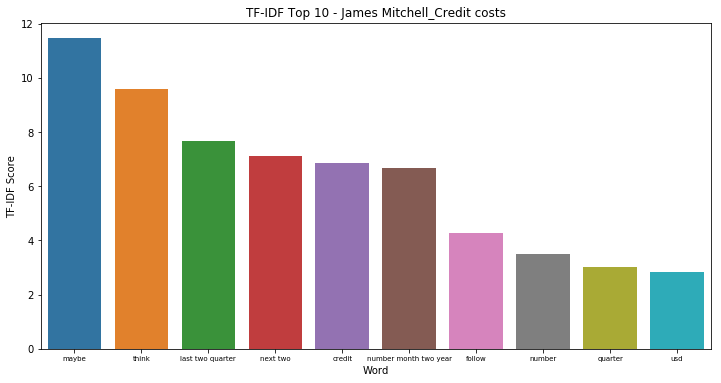 TF-IDF Top 10 - James Mitchell_Credit costs
12
10
8
6
4
2
0
TF-IDF Score
maybe think last two quarter next two credit number month two year follow number quarter usd
Word